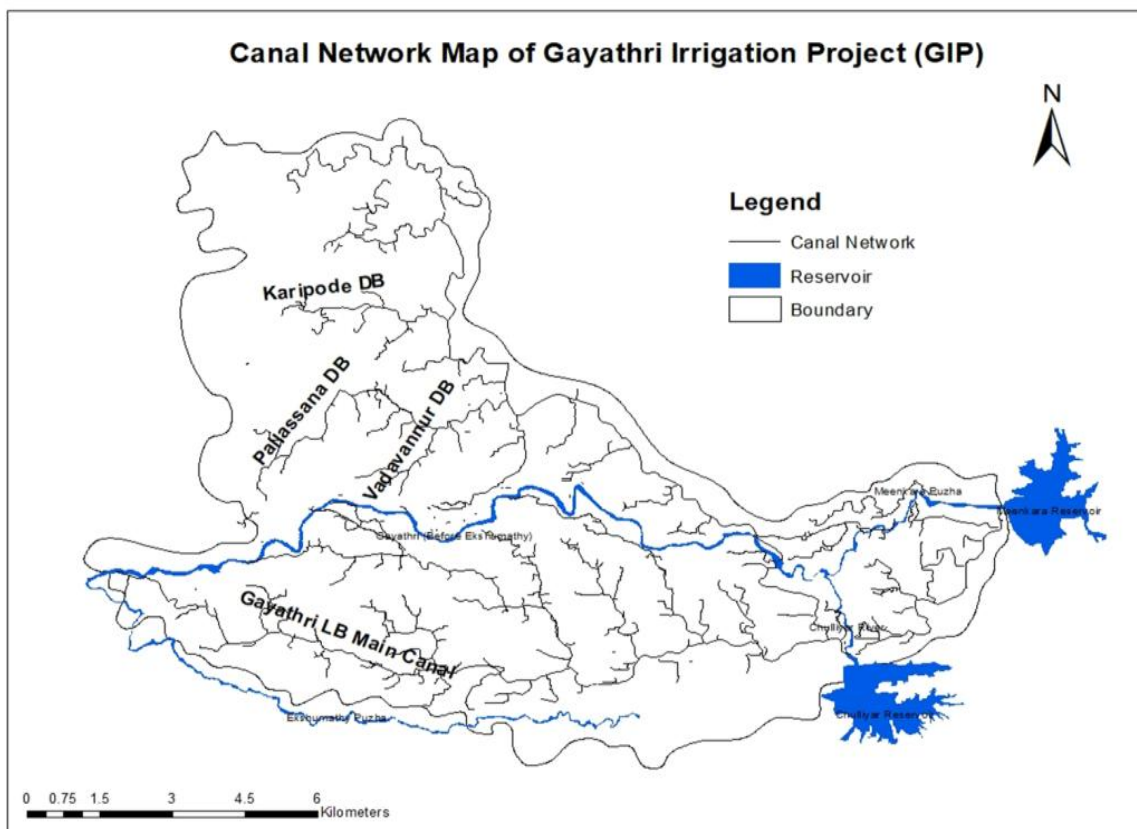 Canal Network Map of Gayathri Irrigation Project (GIP)
N
Legend
Canal Network
Reservoir
Boundary
Karipode DB
Pallassana DB
Vadavannur DB
Meenkara Puzha
Meenkara Reservoir
Gayathri (Before Ekshumathy)
Gayathri LB Main Canal
Chulliyar River
Chulliyar Reservoir
Ekshumathy Puzha
0 0.75 1.5 3 4.5 6
Kilometers